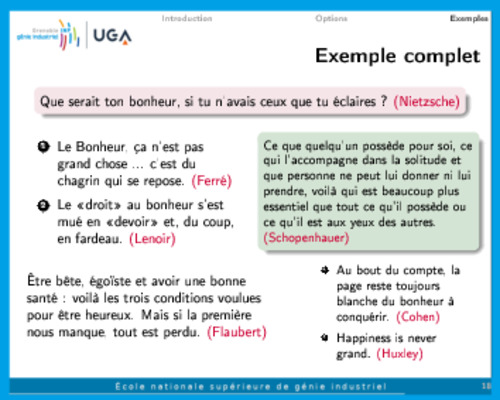 Introduction Options Exemples
Grenoble INP
génie industriel
UGA
Exemple complet
Que serait ton bonheur, si tu n'avais ceux que tu éclaires ? (Nietzsche)
1 Le Bonheur, ça n'est pas
grand chose ... c'est du
chagrin qui se repose. (Ferré)
2 Le «droit» au bonheur s'est
mué en «devoir» et, du coup,
en fardeau. (Lenoir)
Ce que quelqu'un possède pour soi, ce
qui l'accompagne dans la solitude et
que personne ne peut lui donner ni lui
prendre, voilà qui est beaucoup plus
essentiel que tout ce qu'il possède ou
ce qu'il est aux yeux des autres.
(Schopenhauer)
Être bête, égoïste et avoir une bonne
santé : voilà les trois conditions voulues
pour être heureux. Mais si la première
nous manque, tout est perdu. (Flaubert)
Au bout du compte, la
page reste toujours
blanche du bonheur à
conquérir. (Cohen)
Happiness is never
grand. (Huxley)
École nationale supérieure de génie industriel 18